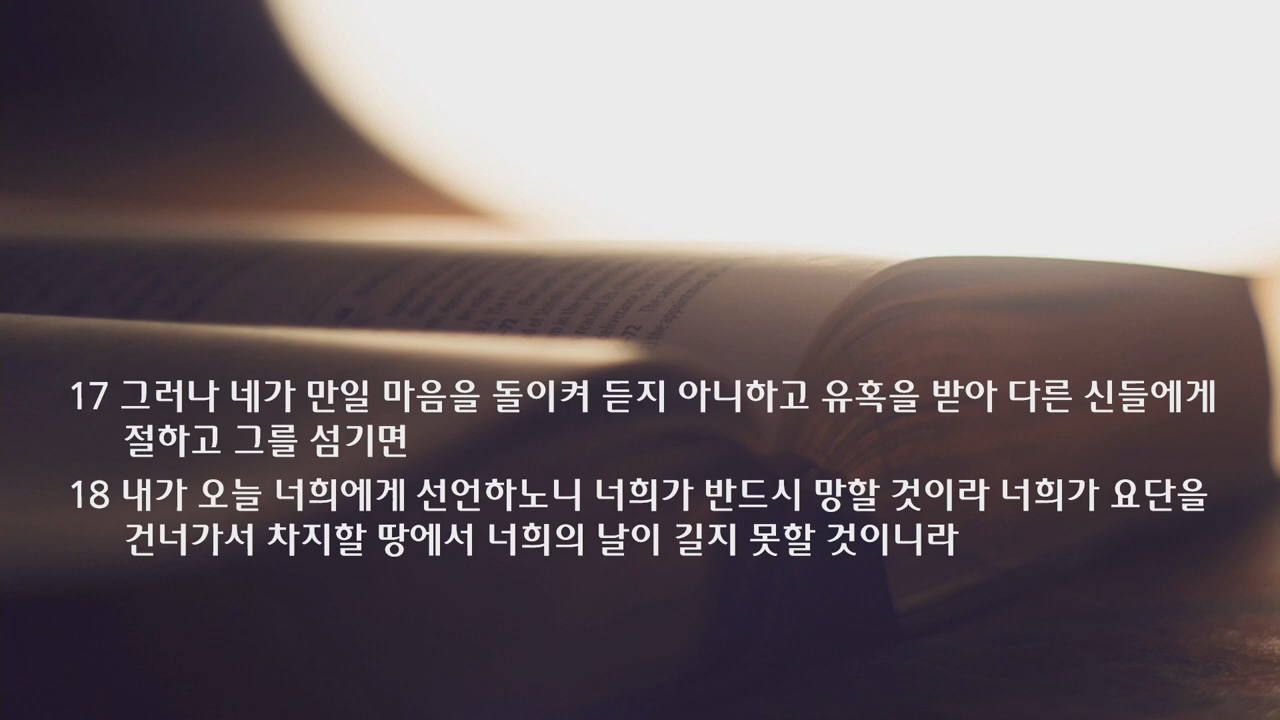 17 그러나 네가 만일 마음을 돌이켜 듣지 아니하고 유혹을 받아 다른 신들에게
절하고 그를 섬기면
18 내가 오늘 너희에게 선언하노니 너희가 반드시 망할 것이라 너희가 요단을
건너가서 차지할 땅에서 너희의 날이 길지 못할 것이니라